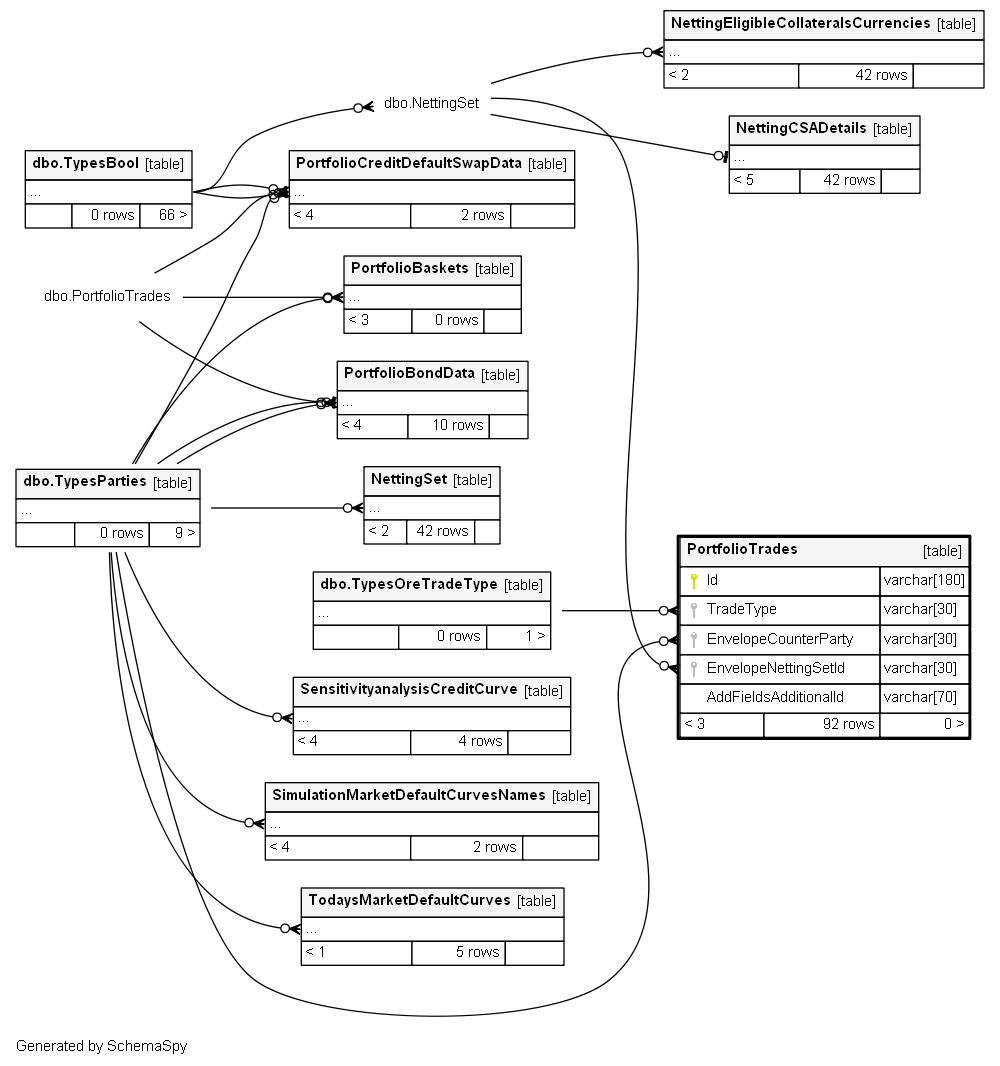 NettingEligibleCollateralsCurrencies [table]
...
< 2 42 rows
dbo.NettingSet
NettingCSADetails [table]
...
< 5 42 rows
dbo.TypesBool [table]
...
0 rows 66 >
PortfolioCreditDefaultSwapData [table]
...
< 4 2 rows
dbo.PortfolioTrades
PortfolioBaskets [table]
...
< 3 0 rows
PortfolioBondData [table]
...
< 4 10 rows
dbo.TypesParties [table]
...
0 rows 9 >
NettingSet [table]
...
< 2 42 rows
dbo.TypesOreTradeType [table]
...
0 rows 1 >
PortfolioTrades [table]
Id varchar[180]
TradeType varchar[30]
EnvelopeCounterParty varchar[30]
EnvelopeNettingSetId varchar[30]
AddFieldsAdditionalId varchar[70]
< 3 92 rows 0 >
SensitivityanalysisCreditCurve [table]
...
< 4 4 rows
SimulationMarketDefaultCurvesNames [table]
...
< 4 2 rows
TodaysMarketDefaultCurves [table]
...
< 1 5 rows
Generated by SchemaSpy